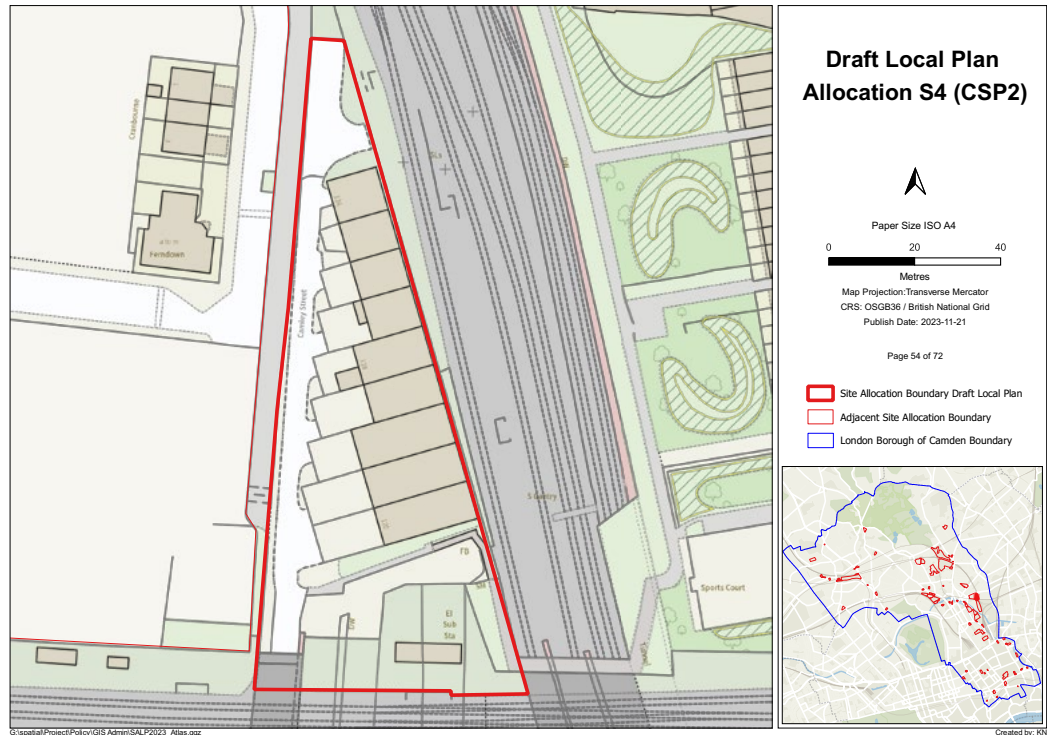 Draft Local Plan
Allocation S4 (CSP2)
Paper Size ISO A4
0 20 40
Metres
Map Projection:Transverse Mercator
CRS: OSGB36 / British National Grid
Publish Date: 2023-11-21
Page 54 of 72
Site Allocation Boundary Draft Local Plan
Adjacent Site Allocation Boundary
London Borough of Camden Boundary
Cranbourne
Ferndown
Camley Street
SLs
S Gantry
FB
El
Sub
Sta
DW
Sports Court
G:\spatial\Project\Policy\GIS Admin\SALP2023_Atlas.qgz
Created by: KN